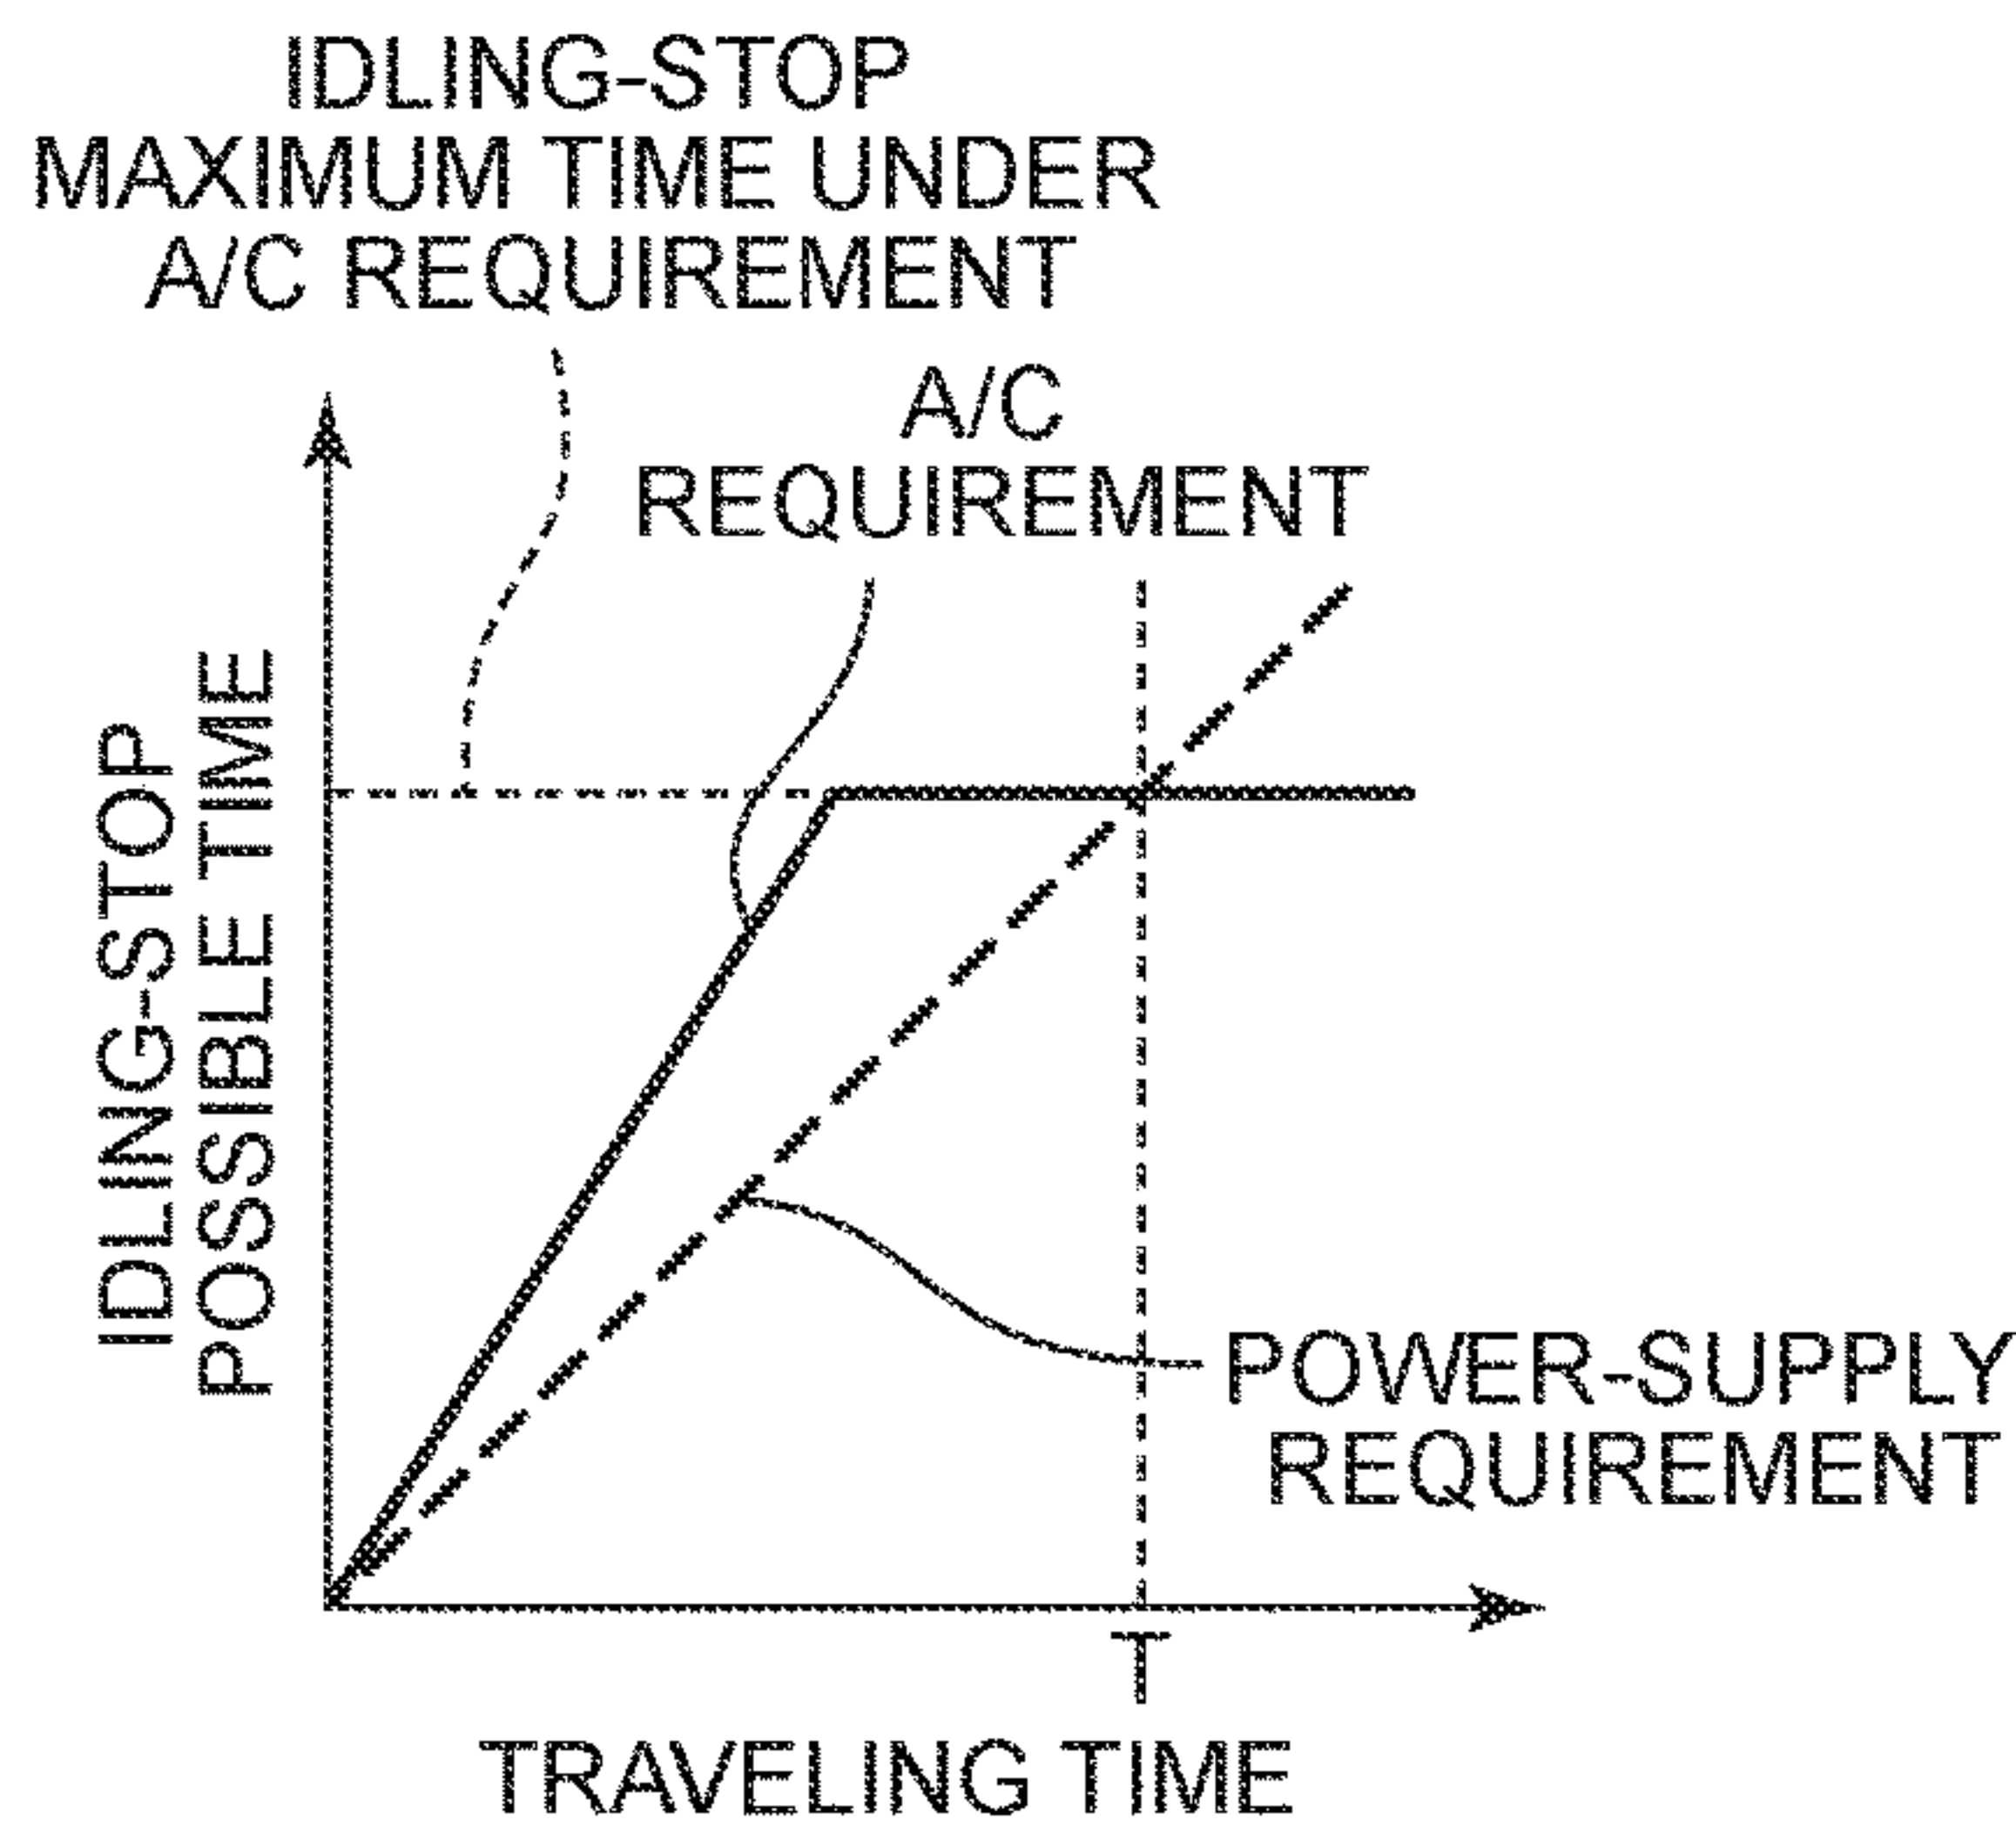 IDLING-STOP
MAXIMUM TIME UNDER
A/C REQUIREMENT
A/C
REQUIREMENT
IDLING-STOP
POSSIBLE TIME
POWER-SUPPLY
REQUIREMENT
T
TRAVELING TIME